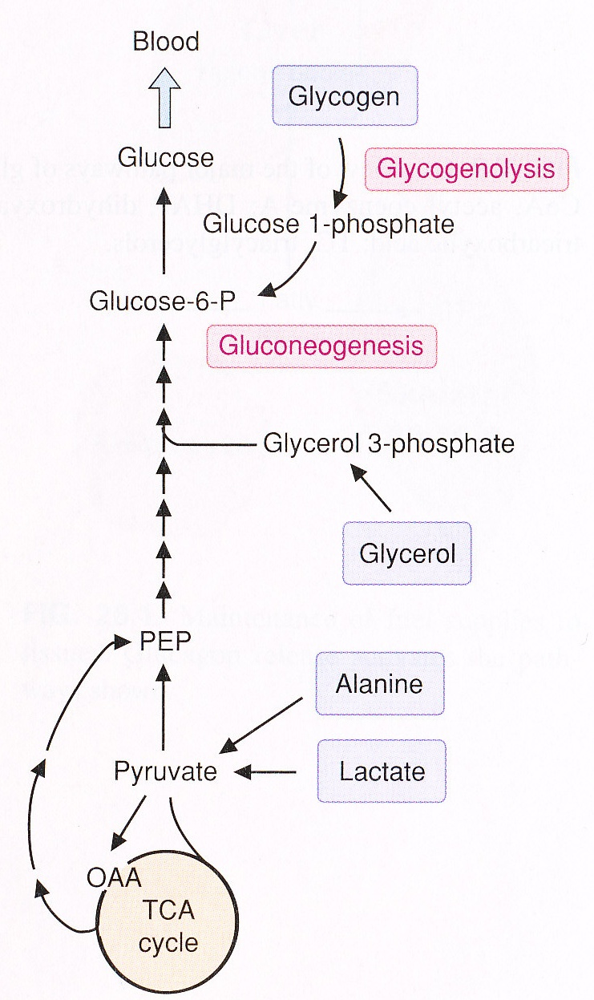 Blood
Glycogen
Glucose
Glycogenolysis
Glucose 1-phosphate
Glucose-6-P
Gluconeogenesis
Glycerol 3-phosphate
Glycerol
PEP
Alanine
Pyruvate
Lactate
OAA
TCA
cycle